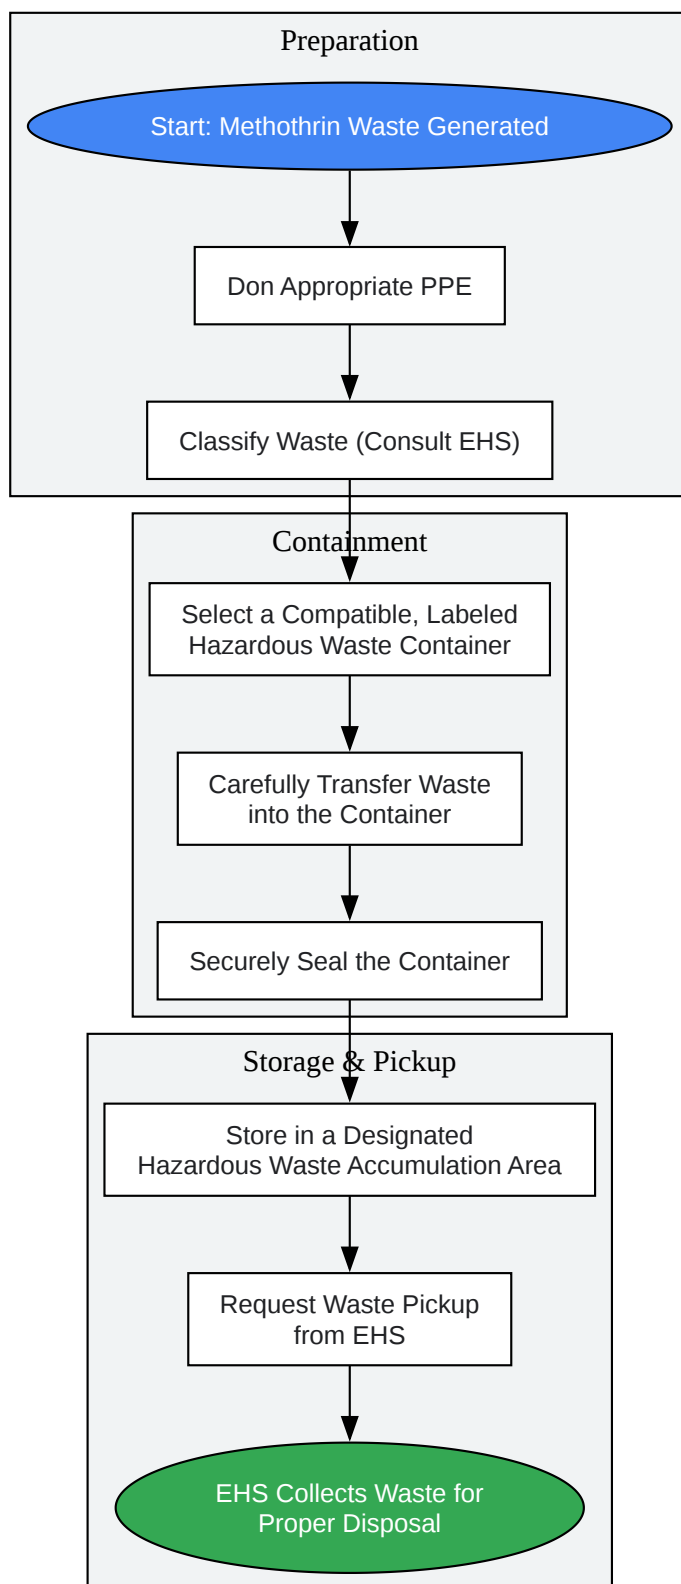 Preparation
Start: Methothrin Waste Generated
Don Appropriate PPE
Classify Waste (Consult EHS)
Containment
Select a Compatible, Labeled
Hazardous Waste Container
Carefully Transfer Waste
into the Container
Securely Seal the Container
Storage & Pickup
Store in a Designated
Hazardous Waste Accumulation Area
Request Waste Pickup
from EHS
EHS Collects Waste for
Proper Disposal